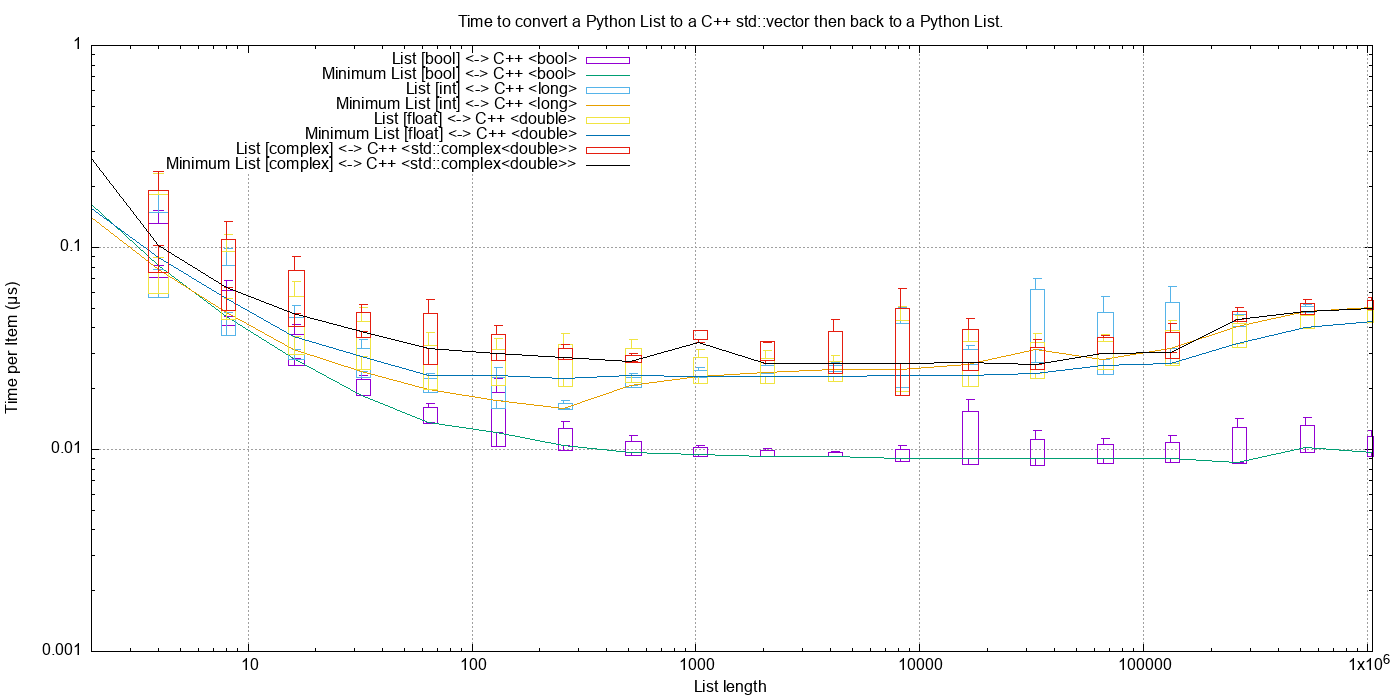 Time to convert a Python List to a C++ std::vector then back to a Python List.
1
List [bool] <-> C++ <bool>
Minimum List [bool] <-> C++ <bool>
List [int] <-> C++ <long>
Minimum List [int] <-> C++ <long>
List [float] <-> C++ <double>
Minimum List [float] <-> C++ <double>
List [complex] <-> C++ <std::complex<double>>
Minimum List [complex] <-> C++ <std::complex<double>>
0.1
Time per Item (µs)
0.01
0.001
10 100 1000 10000 100000 1x10⁶
List length